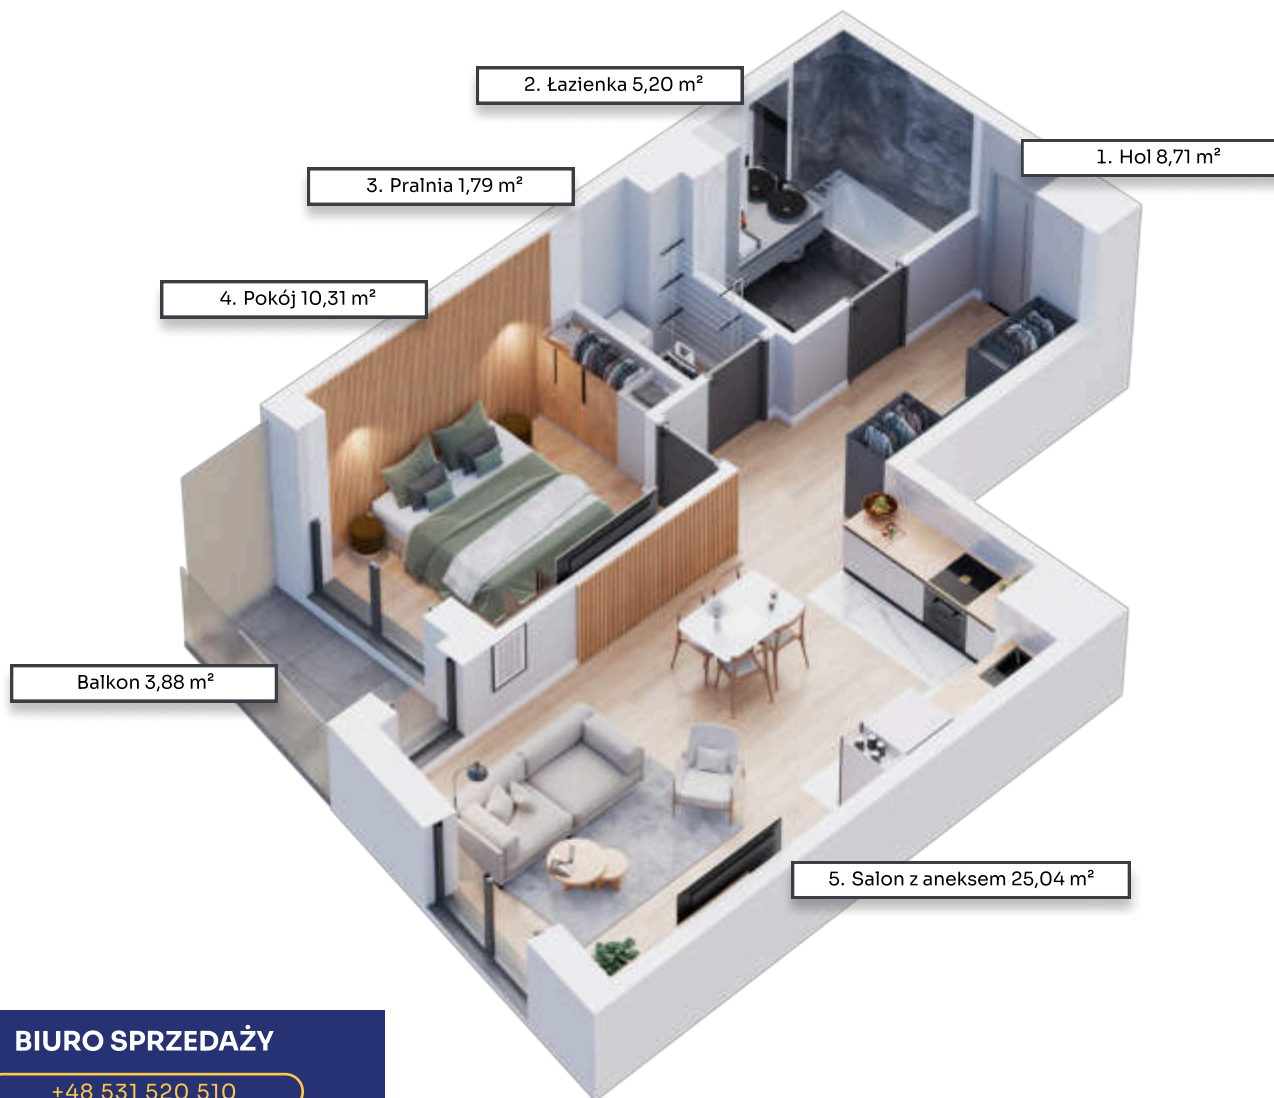 2. Łazienka 5,20 m²
1. Hol 8,71 m²
3. Pralnia 1,79 m²
4. Pokój 10,31 m²
Balkon 3,88 m²
5. Salon z aneksem 25,04 m²
BIURO SPRZEDAŻY
+48 531 520 510